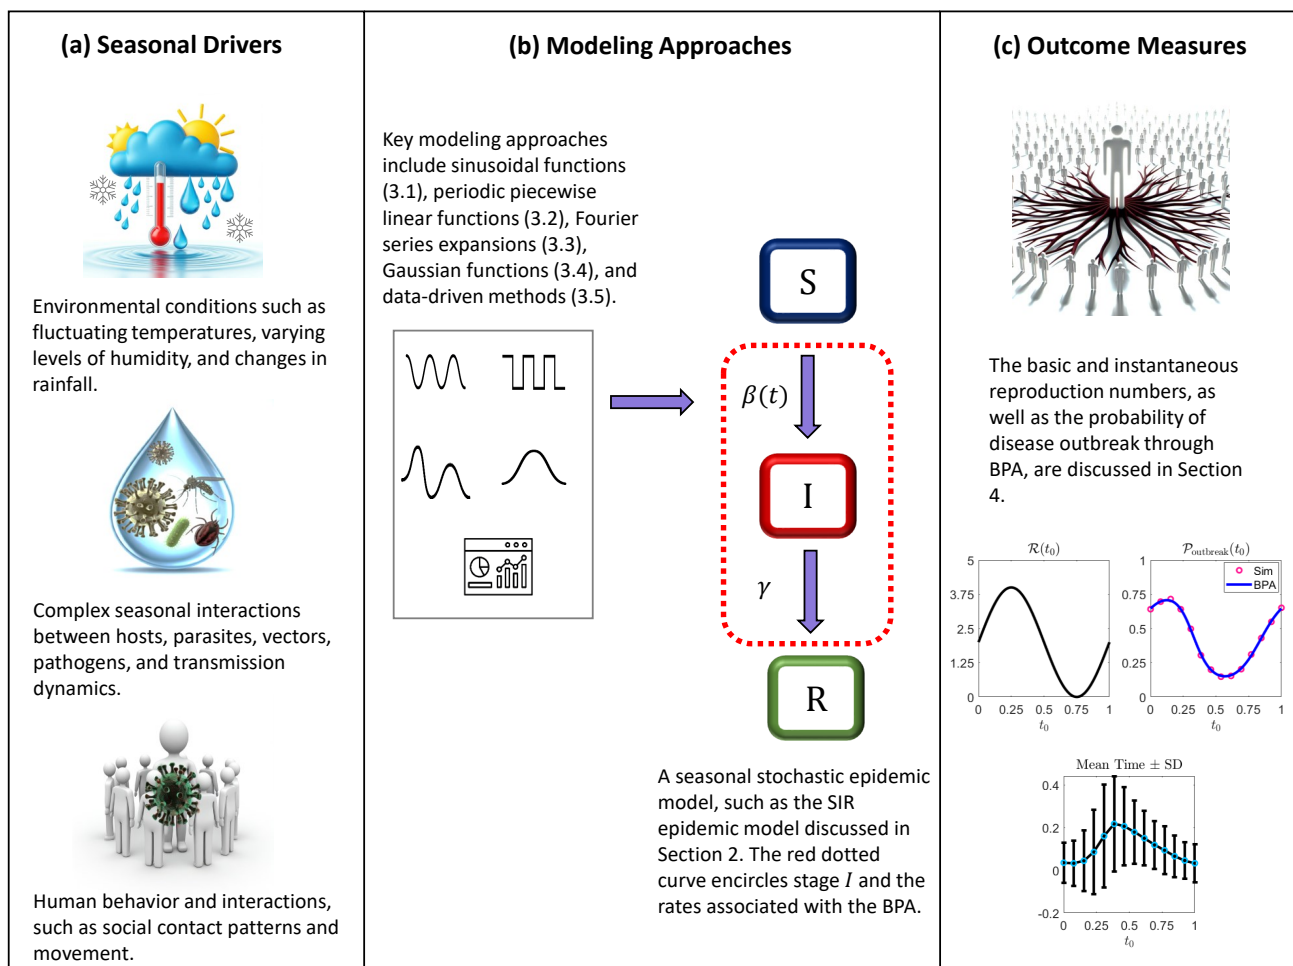 (a) Seasonal Drivers
Environmental conditions such as
fluctuating temperatures, varying
levels of humidity, and changes in
rainfall.
Complex seasonal interactions
between hosts, parasites, vectors,
pathogens, and transmission
dynamics.
Human behavior and interactions,
such as social contact patterns and
movement.
(b) Modeling Approaches
Key modeling approaches
include sinusoidal functions
(3.1), periodic piecewise
linear functions (3.2), Fourier
series expansions (3.3),
Gaussian functions (3.4), and
data-driven methods (3.5).
S
β(t)
I
γ
R
A seasonal stochastic epidemic
model, such as the SIR
epidemic model discussed in
Section 2. The red dotted
curve encircles stage I and the
rates associated with the BPA.
(c) Outcome Measures
The basic and instantaneous
reproduction numbers, as
well as the probability of
disease outbreak through
BPA, are discussed in Section
4.
ℛ(t₀)
5
3.75
2.5
1.25
0
0 0.25 0.5 0.75 1
t₀
𝒫outbreak(t₀)
Sim
BPA
1
0.75
0.5
0.25
0
0 0.25 0.5 0.75 1
t₀
Mean Time ± SD
0.4
0.2
0
-0.2
0 0.25 0.5 0.75 1
t₀